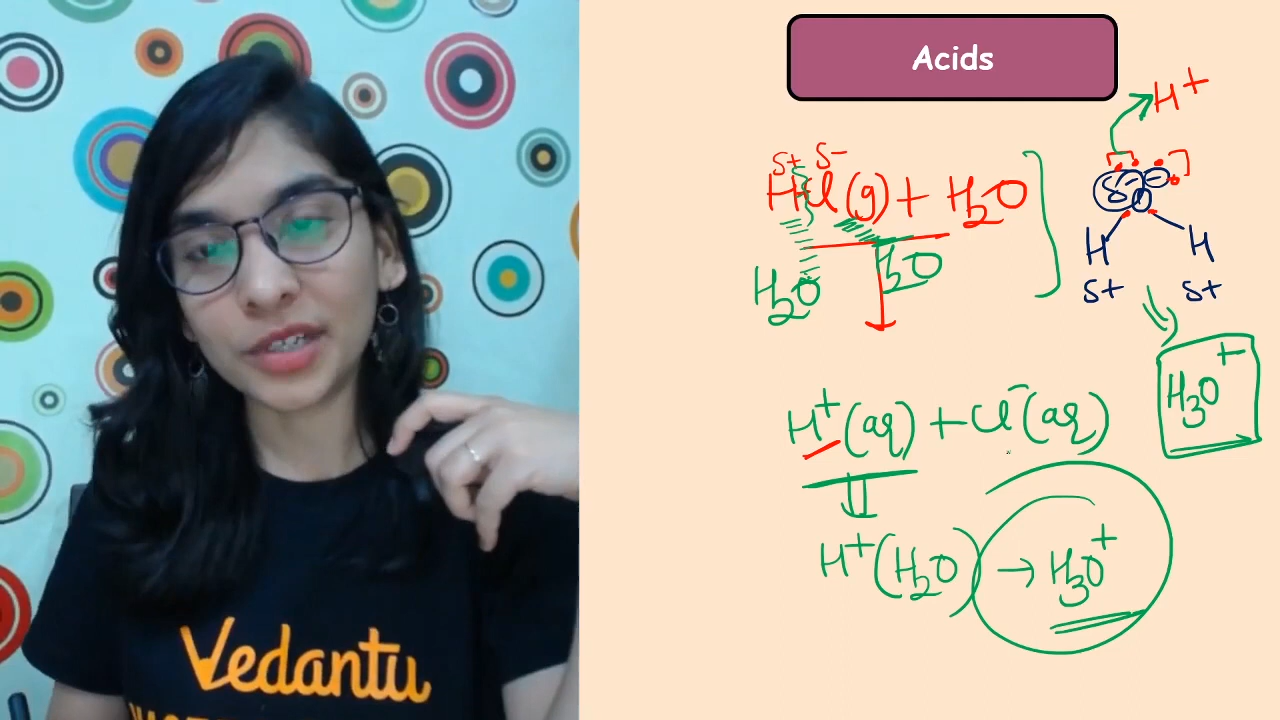 Acids
H+
δ+ δ-
HCl(g) + H2O
δ-
O
H H
δ+ δ+
H2O H2O
H3O+
H+(aq) + Cl-(aq)
H+(H2O) → H3O+
Vedantu